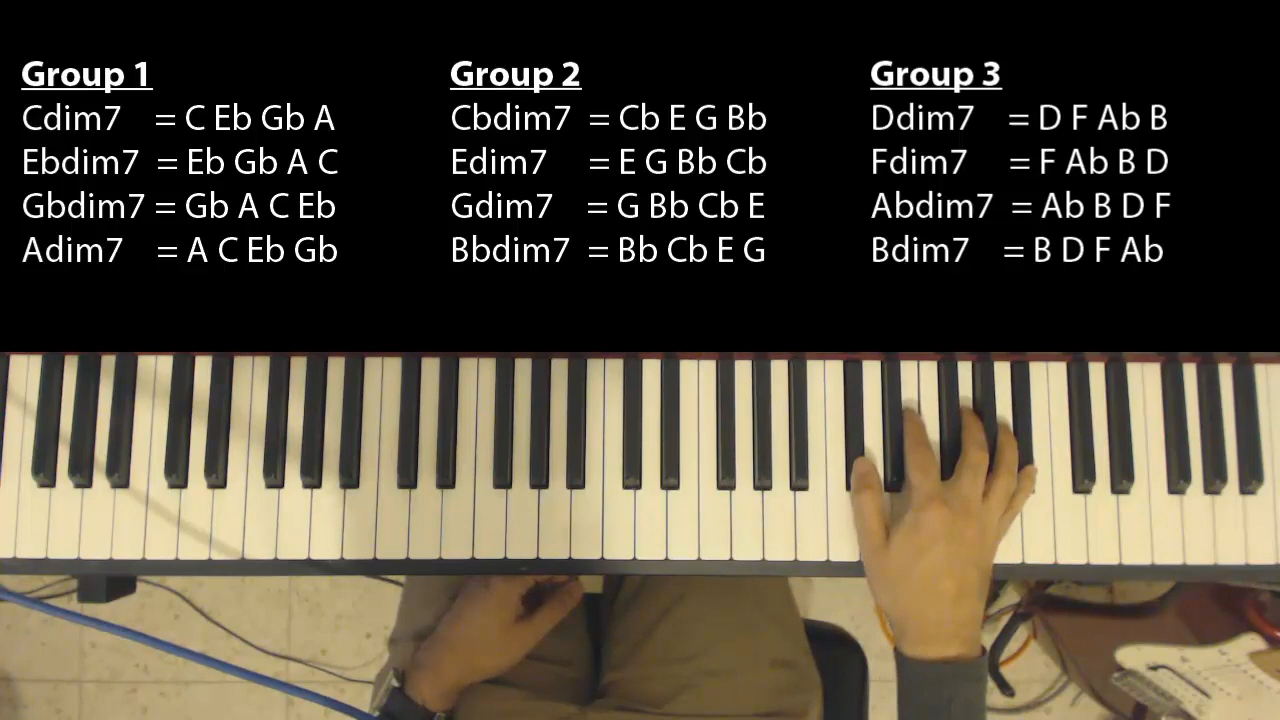 Group 1
Cdim7 = C Eb Gb A
Ebdim7 = Eb Gb A C
Gbdim7 = Gb A C Eb
Adim7 = A C Eb Gb
Group 2
Cbdim7 = Cb E G Bb
Edim7 = E G Bb Cb
Gdim7 = G Bb Cb E
Bbdim7 = Bb Cb E G
Group 3
Ddim7 = D F Ab B
Fdim7 = F Ab B D
Abdim7 = Ab B D F
Bdim7 = B D F Ab